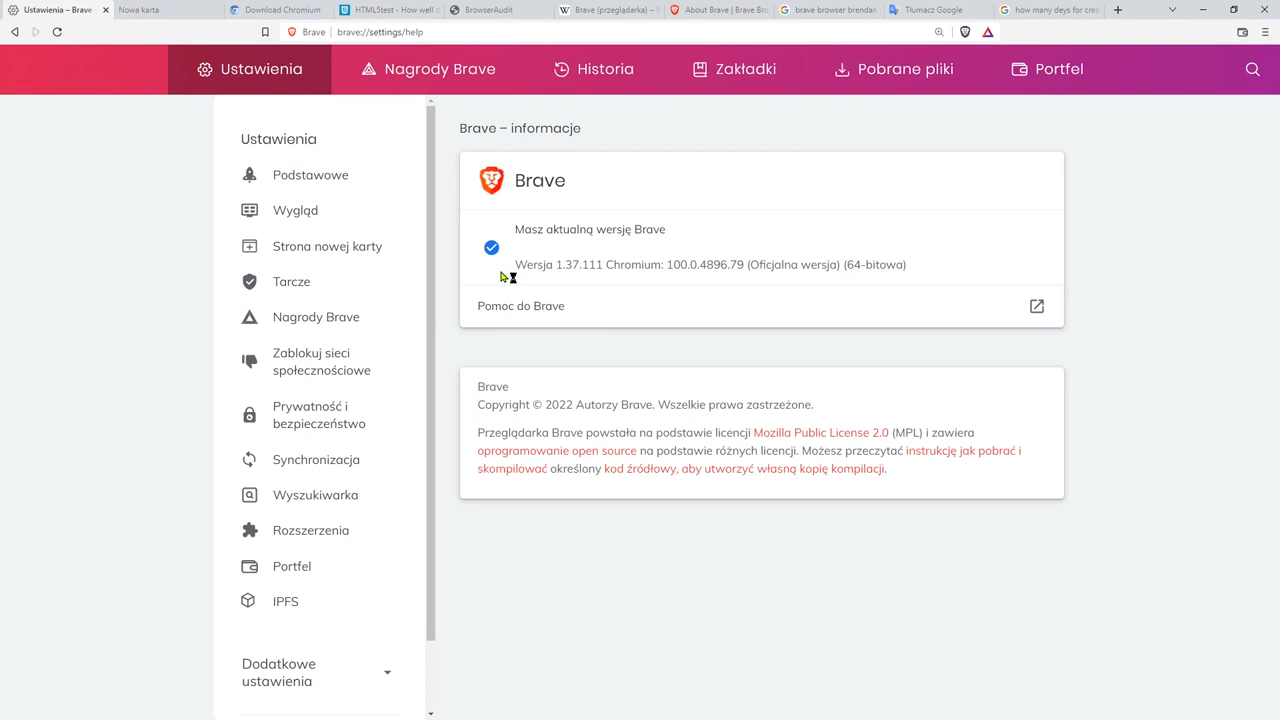 Ustawienia – Brave
Nowa karta
Download Chromium
HTML5test - How well d
BrowserAudit
Brave (przeglądarka) –
About Brave | Brave Bro
brave browser brendan
Tłumacz Google
how many deys for crea
Brave
brave://settings/help
Ustawienia
Nagrody Brave
Historia
Zakładki
Pobrane pliki
Portfel
Ustawienia
Podstawowe
Wygląd
Strona nowej karty
Tarcze
Nagrody Brave
Zablokuj sieci
społecznościowe
Prywatność i
bezpieczeństwo
Synchronizacja
Wyszukiwarka
Rozszerzenia
Portfel
IPFS
Dodatkowe
ustawienia
Brave – informacje
Brave
Masz aktualną wersję Brave
Wersja 1.37.111 Chromium: 100.0.4896.79 (Oficjalna wersja) (64-bitowa)
Pomoc do Brave
Brave
Copyright © 2022 Autorzy Brave. Wszelkie prawa zastrzeżone.
Przeglądarka Brave powstała na podstawie licencji Mozilla Public License 2.0 (MPL) i zawiera
oprogramowanie open source na podstawie różnych licencji. Możesz przeczytać instrukcję jak pobrać i
skompilować określony kod źródłowy, aby utworzyć własną kopię kompilacji.